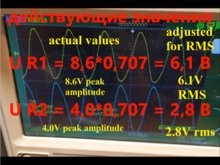 действующие значения
actual values
adjusted
for RMS
U R1 = 8,6*0,707 = 6,1 В
8.6V peak
amplitude
6.1V
RMS
U R2 = 4,0*0,707 = 2,8 В
4.0V peak amplitude
2.8V rms